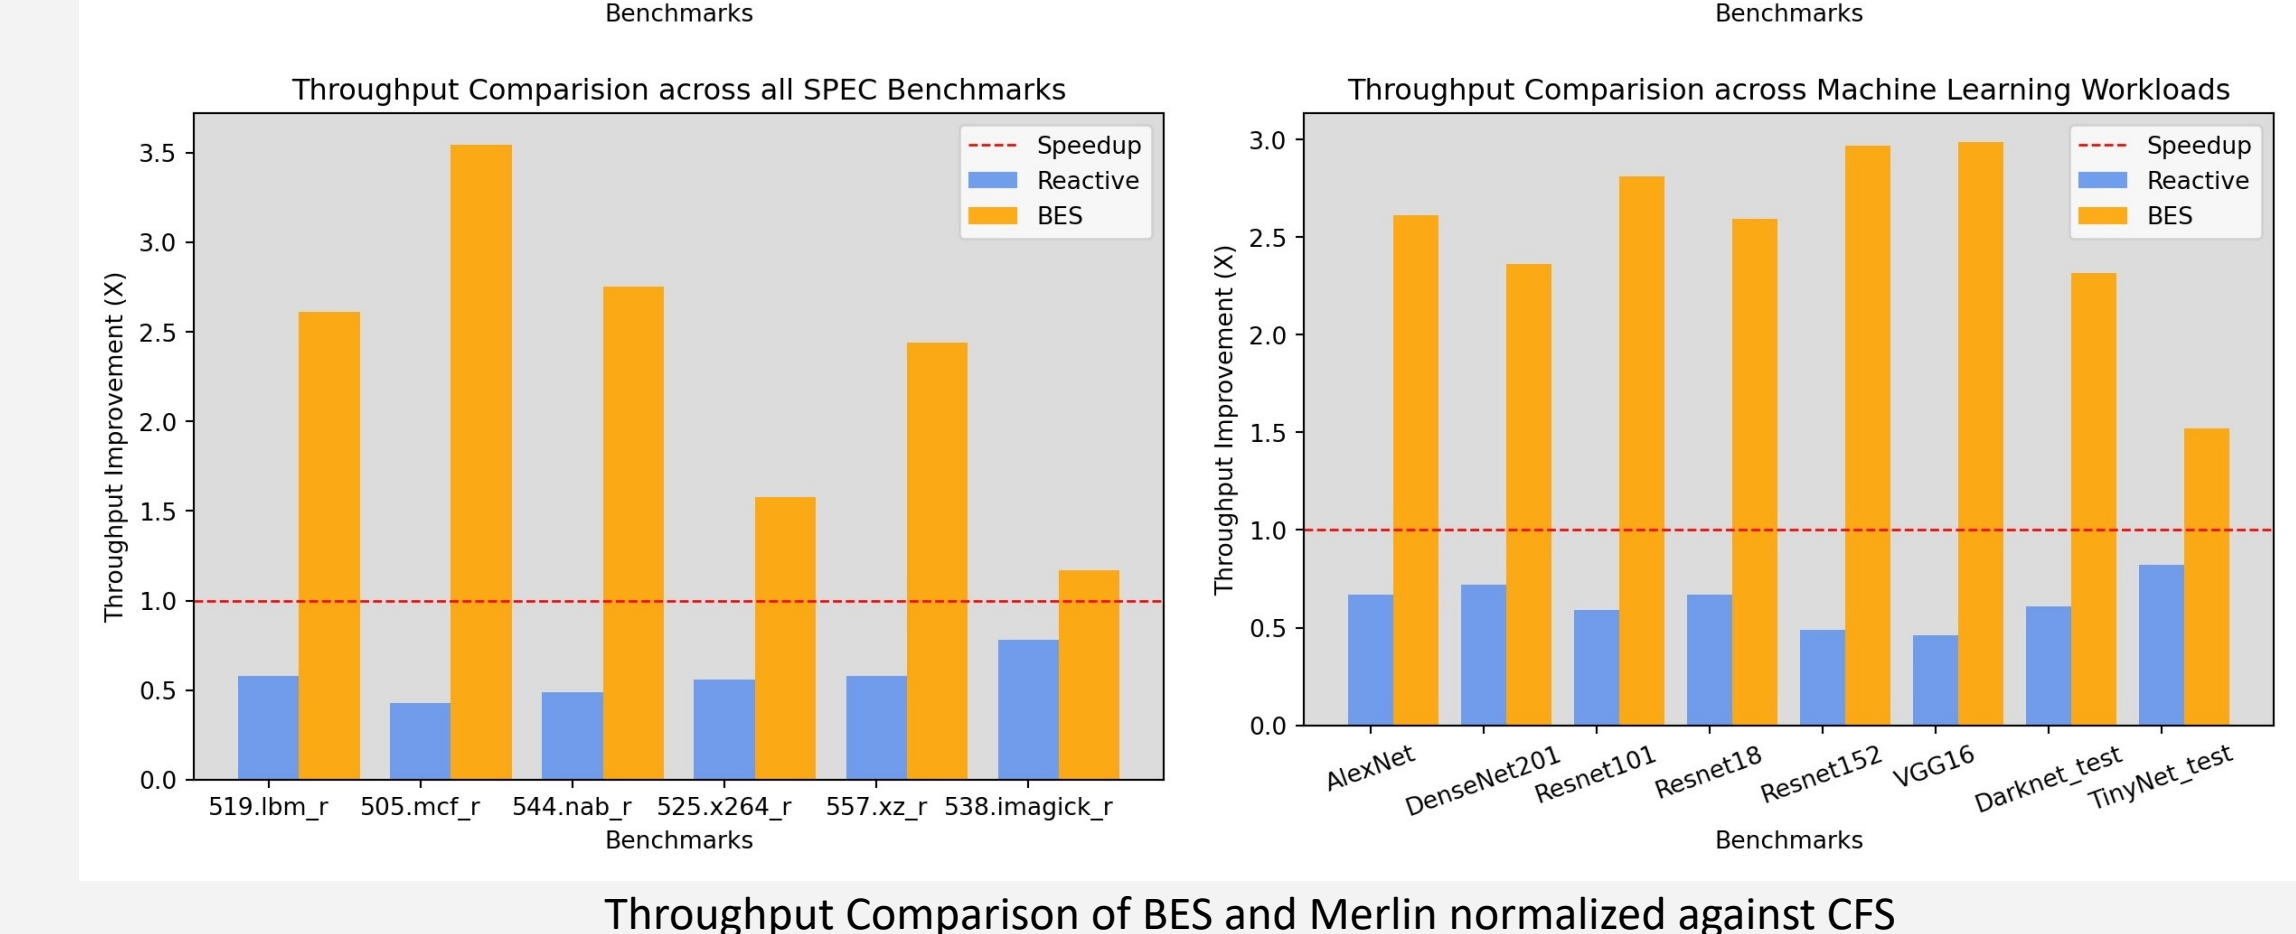 Benchmarks
Benchmarks
Throughput Comparision across all SPEC Benchmarks
Throughput Improvement (X)
3.5
3.0
2.5
2.0
1.5
1.0
0.5
0.0
Speedup
Reactive
BES
519.lbm_r 505.mcf_r 544.nab_r 525.x264_r 557.xz_r 538.imagick_r
Benchmarks
Throughput Comparision across Machine Learning Workloads
Throughput Improvement (X)
3.0
2.5
2.0
1.5
1.0
0.5
0.0
Speedup
Reactive
BES
AlexNet DenseNet201 Resnet101 Resnet18 Resnet152 VGG16 Darknet_test TinyNet_test
Benchmarks
Throughput Comparison of BES and Merlin normalized against CFS